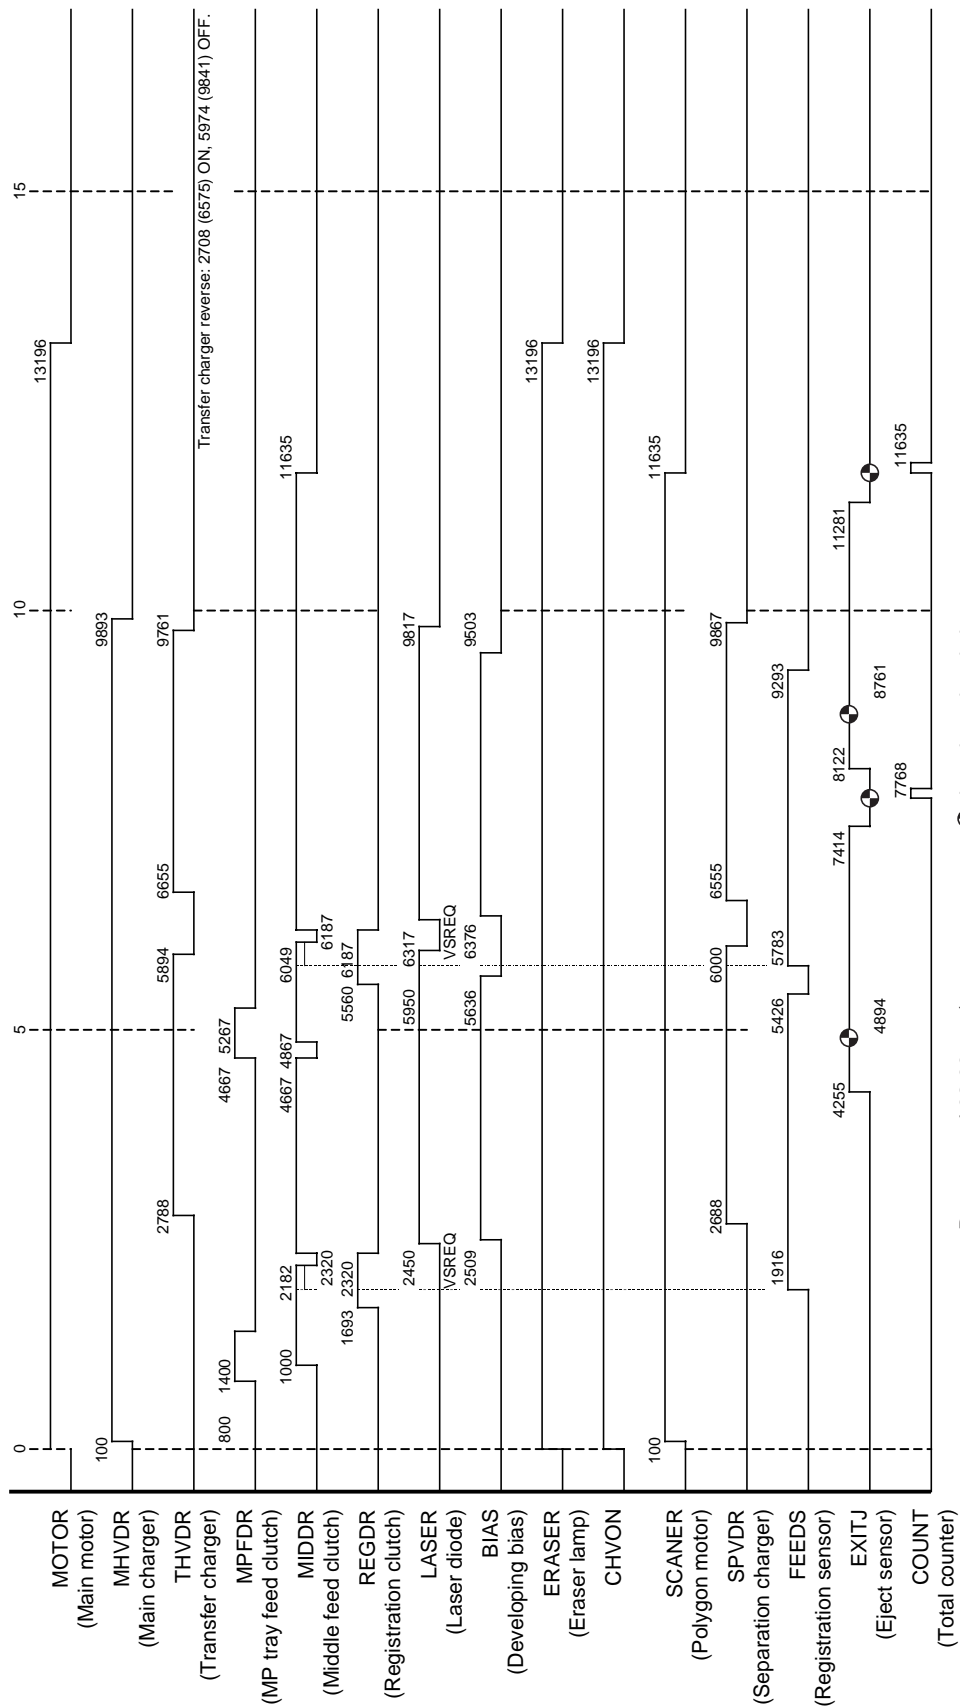 0 5 10 15
MOTOR
(Main motor)
13196
MHVDR
(Main charger)
100 9893
THVDR
(Transfer charger)
2788 5894 6655 9761
Transfer charger reverse: 2708 (6575) ON, 5974 (9841) OFF.
MPFDR
(MP tray feed clutch)
800 1400 4667 5267
MIDDR
(Middle feed clutch)
1000 2182 2320 4667 4867 6049 6187 11635
REGDR
(Registration clutch)
1693 2320 5560 6187
LASER
(Laser diode)
2450 5950 6317 9817
VSREQ VSREQ
BIAS
(Developing bias)
2509 5636 6376 9503
ERASER
(Eraser lamp)
13196
CHVON
13196
SCANER
(Polygon motor)
100 11635
SPVDR
(Separation charger)
2688 6000 6555 9867
FEEDS
(Registration sensor)
1916 5426 5783 9293
EXITJ
(Eject sensor)
4255 4894 7414 8122 8761 11281
COUNT
(Total counter)
7768 11635